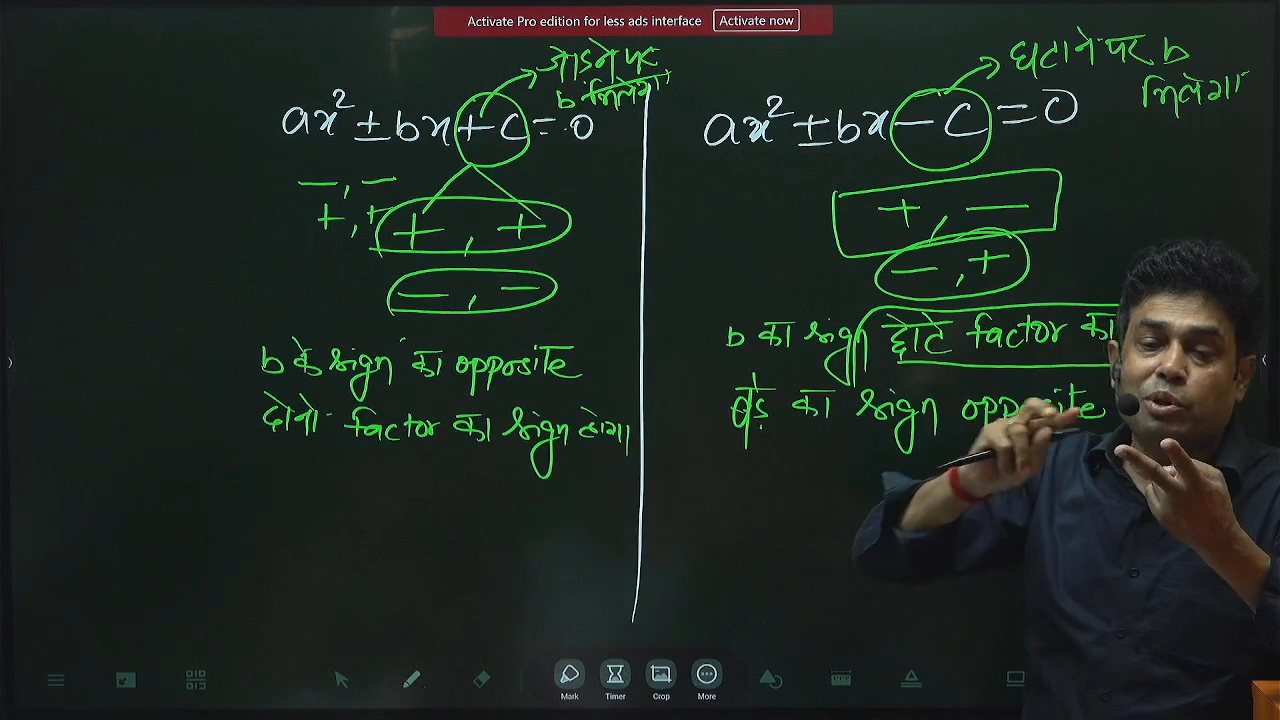 Activate Pro edition for less ads interface Activate now
जोड़ने पर
b मिलेगा
ax² ± bx + c = 0
−, −
+, +
+, +
−, −
b के sign का opposite
दोनो factor का sign होगा
घटाने पर b
मिलेगा
ax² ± bx − c = 0
+, −
−, +
b का sign छोटे factor का
बड़े का sign opposite
Mark Timer Crop More